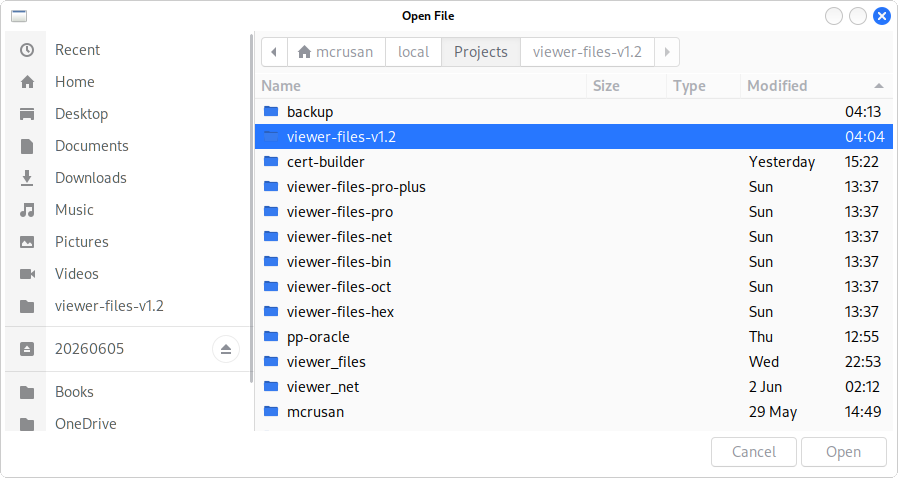 Open File
Recent
Home
Desktop
Documents
Downloads
Music
Pictures
Videos
viewer-files-v1.2
20260605
Books
OneDrive
mcrusan local Projects viewer-files-v1.2
Name Size Type Modified
backup 04:13
viewer-files-v1.2 04:04
cert-builder Yesterday 15:22
viewer-files-pro-plus Sun 13:37
viewer-files-pro Sun 13:37
viewer-files-net Sun 13:37
viewer-files-bin Sun 13:37
viewer-files-oct Sun 13:37
viewer-files-hex Sun 13:37
pp-oracle Thu 12:55
viewer_files Wed 22:53
viewer_net 2 Jun 02:12
mcrusan 29 May 14:49
Cancel Open